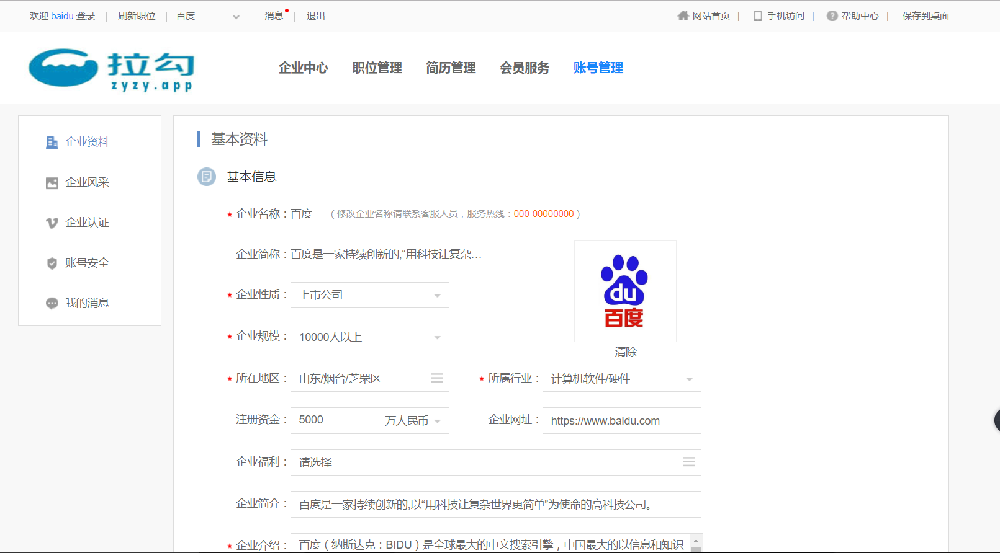 欢迎 baidu 登录 | 刷新职位 | 百度 | 消息 | 退出 网站首页 | 手机访问 | 帮助中心 | 保存到桌面
拉勾
zyzy.app
企业中心 职位管理 简历管理 会员服务 账号管理
企业资料
企业风采
企业认证
账号安全
我的消息
基本资料
基本信息
企业名称：百度 （修改企业名称请联系客服人员，服务热线：000-00000000 ）
企业简称：百度是一家持续创新的,“用科技让复杂…
du
百度
清除
企业性质： 上市公司
企业规模： 10000人以上
所在地区： 山东/烟台/芝罘区 所属行业： 计算机软件/硬件
注册资金： 5000 万人民币 企业网址： https://www.baidu.com
企业福利： 请选择
企业简介： 百度是一家持续创新的,以“用科技让复杂世界更简单”为使命的高科技公司。
企业介绍： 百度（纳斯达克：BIDU）是全球最大的中文搜索引擎，中国最大的以信息和知识